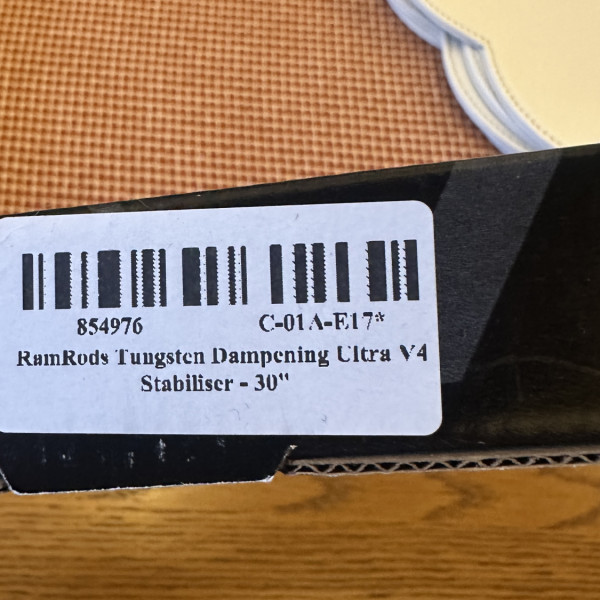 854976 C-01A-E17*
RamRods Tungsten Dampening Ultra V4
Stabiliser - 30"